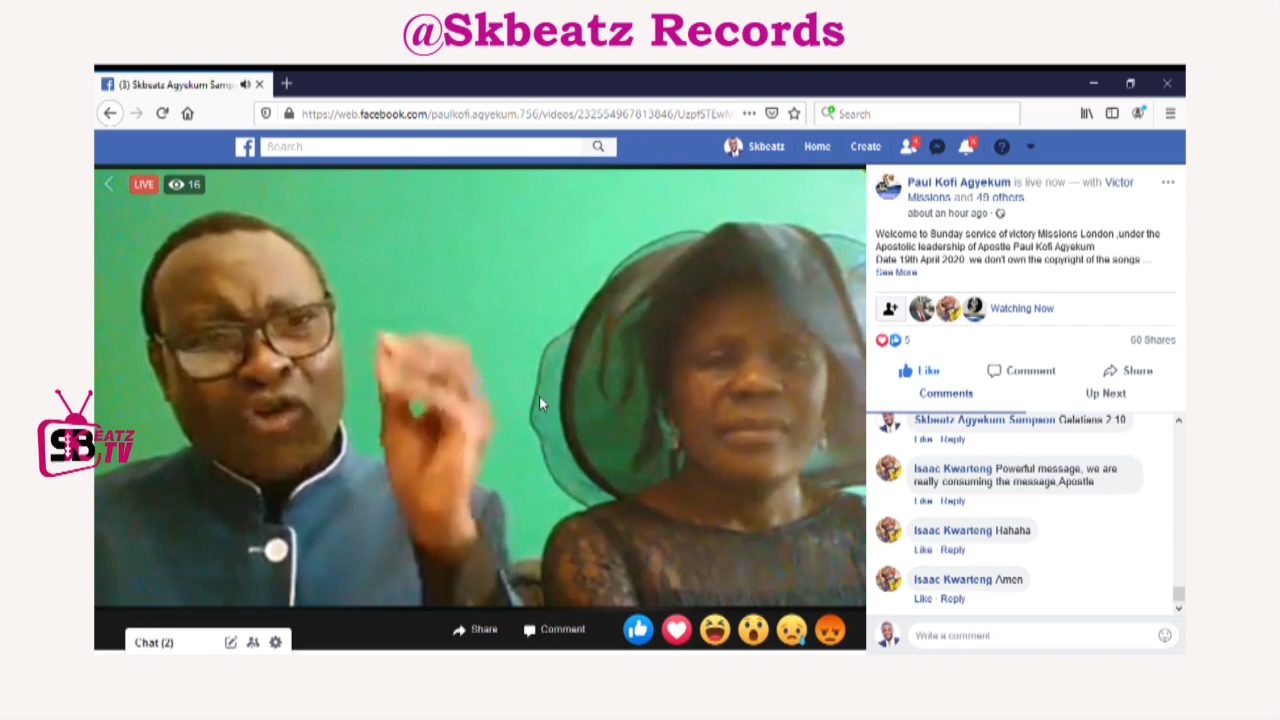 @Skbeatz Records
(3) Skbeatz Agyekum Samp
https://web.facebook.com/paulkofi.agyekum.756/videos/232554967813846/UzpfSTEwM
Search
Search
Skbeatz
Home
Create
LIVE
16
Paul Kofi Agyekum is live now — with Victor
Missions and 49 others.
about an hour ago ·
Welcome to Sunday service of victory Missions London ,under the
Apostolic leadership of Apostle Paul Kofi Agyekum
Date 19th April 2020 we don't own the copyright of the songs ...
See More
Watching Now
5
60 Shares
Like
Comment
Share
Comments
Up Next
Skbeatz Agyekum Sampson Galatians 2 10
Like · Reply
Isaac Kwarteng Powerful message, we are
really consuming the message,Apostle
Like · Reply
Isaac Kwarteng Hahaha
Like · Reply
Isaac Kwarteng Amen
Like · Reply
Write a comment
SKBEATZ
TV
Share
Comment
Chat (2)